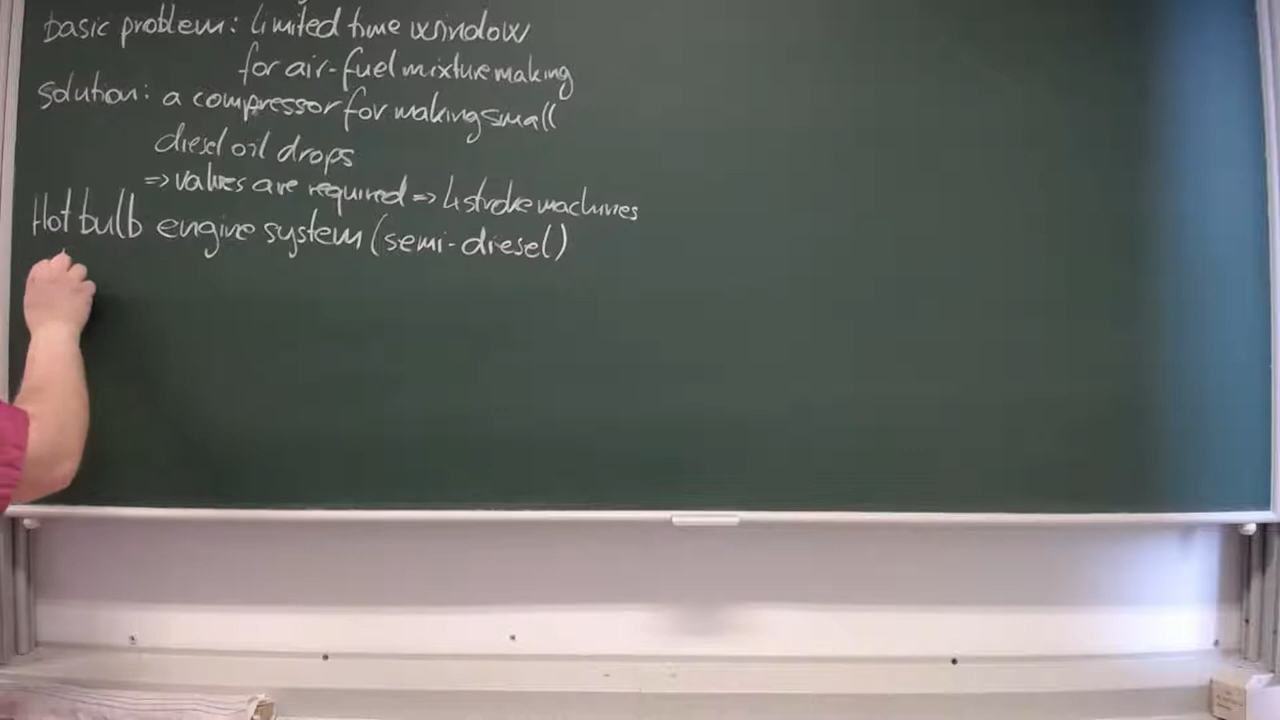 basic problem: limited time window
for air-fuel mixture making
solution: a compressor for making small
diesel oil drops
=> valves are required => 4 stroke machines
Hot bulb engine system (semi-diesel)